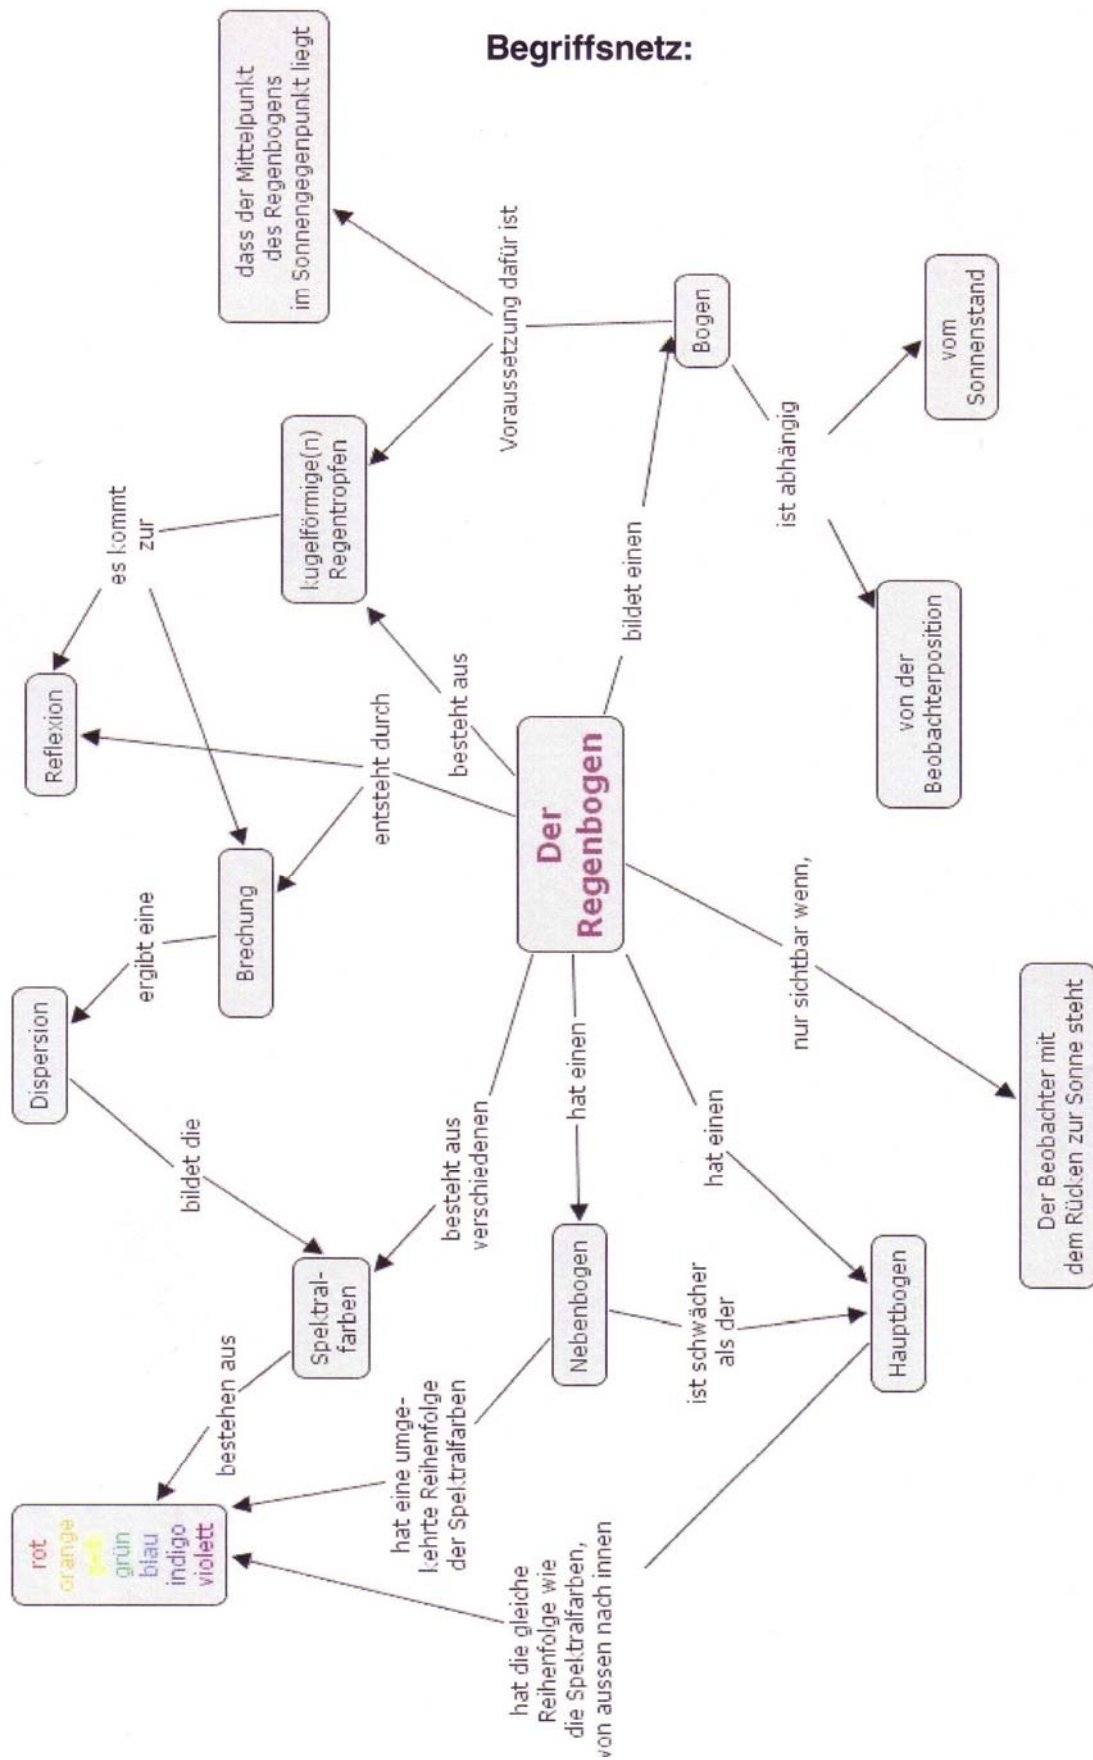 Begriffsnetz:
rot
orange
gelb
grün
blau
indigo
violett
bestehen aus
Spektral-
farben
bildet die
Dispersion
ergibt eine
Brechung
Reflexion
es kommt
zur
kugelförmige(n)
Regentropfen
dass der Mittelpunkt
des Regenbogens
im Sonnengegenpunkt liegt
Voraussetzung dafür ist
entsteht durch
besteht aus
besteht aus
verschiedenen
hat eine umge-
kehrte Reihenfolge
der Spektralfarben
hat die gleiche
Reihenfolge wie
die Spektralfarben,
von aussen nach innen
Nebenbogen
hat einen
Der
Regenbogen
bildet einen
Bogen
ist schwächer
als der
hat einen
Hauptbogen
nur sichtbar wenn,
Der Beobachter mit
dem Rücken zur Sonne steht
ist abhängig
von der
Beobachterposition
vom
Sonnenstand